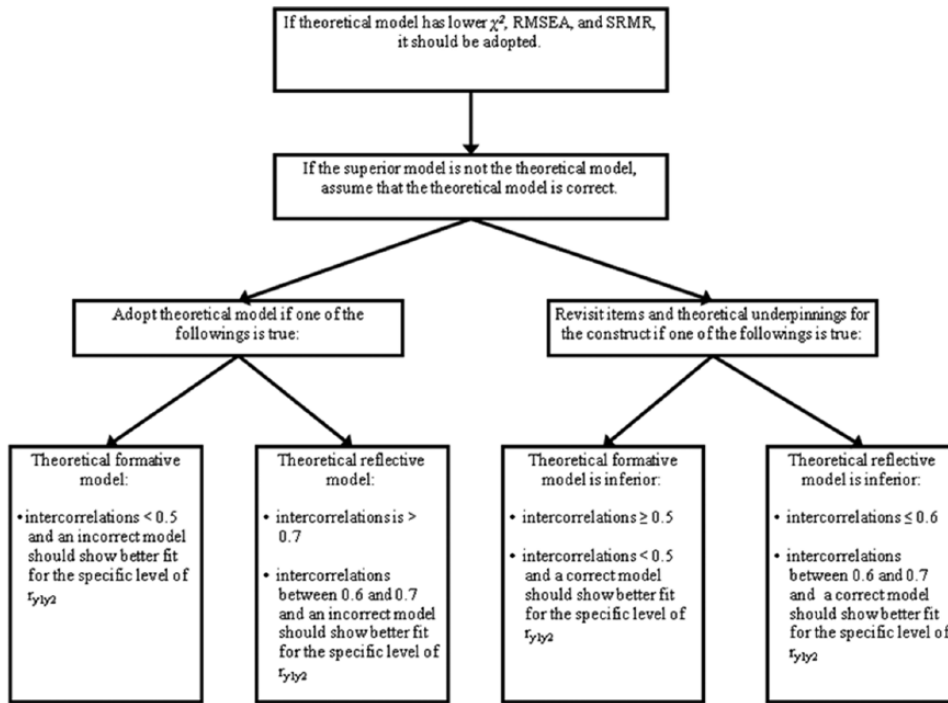 If theoretical model has lower χ², RMSEA, and SRMR,
it should be adopted.
If the superior model is not the theoretical model,
assume that the theoretical model is correct.
Adopt theoretical model if one of the
followings is true:
Revisit items and theoretical underpinnings for
the construct if one of the followings is true:
Theoretical formative
model:
• intercorrelations < 0.5
and an incorrect model
should show better fit
for the specific level of
r_y1y2
Theoretical reflective
model:
• intercorrelations is >
0.7
• intercorrelations
between 0.6 and 0.7
and an incorrect model
should show better fit
for the specific level of
r_y1y2
Theoretical formative
model is inferior:
• intercorrelations ≥ 0.5
• intercorrelations < 0.5
and a correct model
should show better fit
for the specific level of
r_y1y2
Theoretical reflective
model is inferior:
• intercorrelations ≤ 0.6
• intercorrelations
between 0.6 and 0.7
and a correct model
should show better fit
for the specific level of
r_y1y2